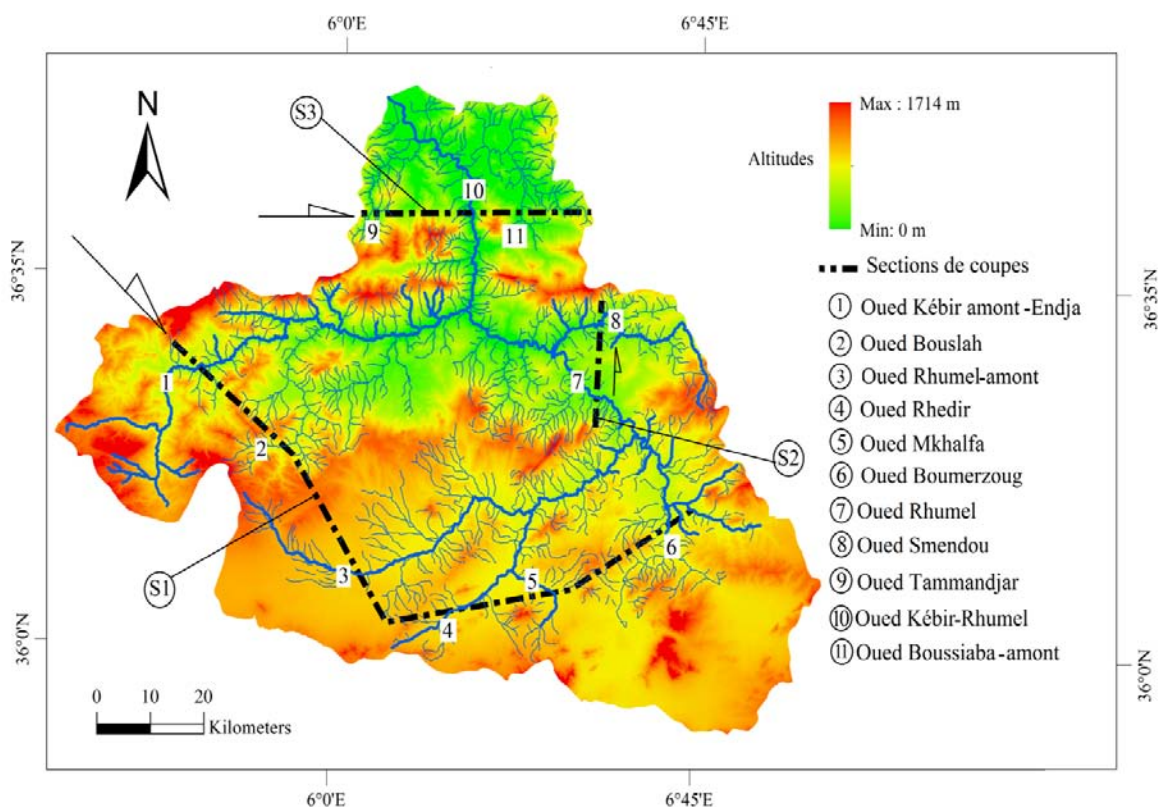 6°0'E
6°45'E
N
S3
Max : 1714 m
Altitudes
Min: 0 m
Sections de coupes
36°35'N
36°35'N
10
9
11
1
8
7
2
S2
6
S1
3
5
4
① Oued Kébir amont -Endja
② Oued Bouslah
③ Oued Rhumel-amont
④ Oued Rhedir
⑤ Oued Mkhalfa
⑥ Oued Boumerzoug
⑦ Oued Rhumel
⑧ Oued Smendou
⑨ Oued Tammandjar
⑩ Oued Kébir-Rhumel
⑪ Oued Boussiaba -amont
36°0'N
36°0'N
0 10 20
Kilometers
6°0'E
6°45'E